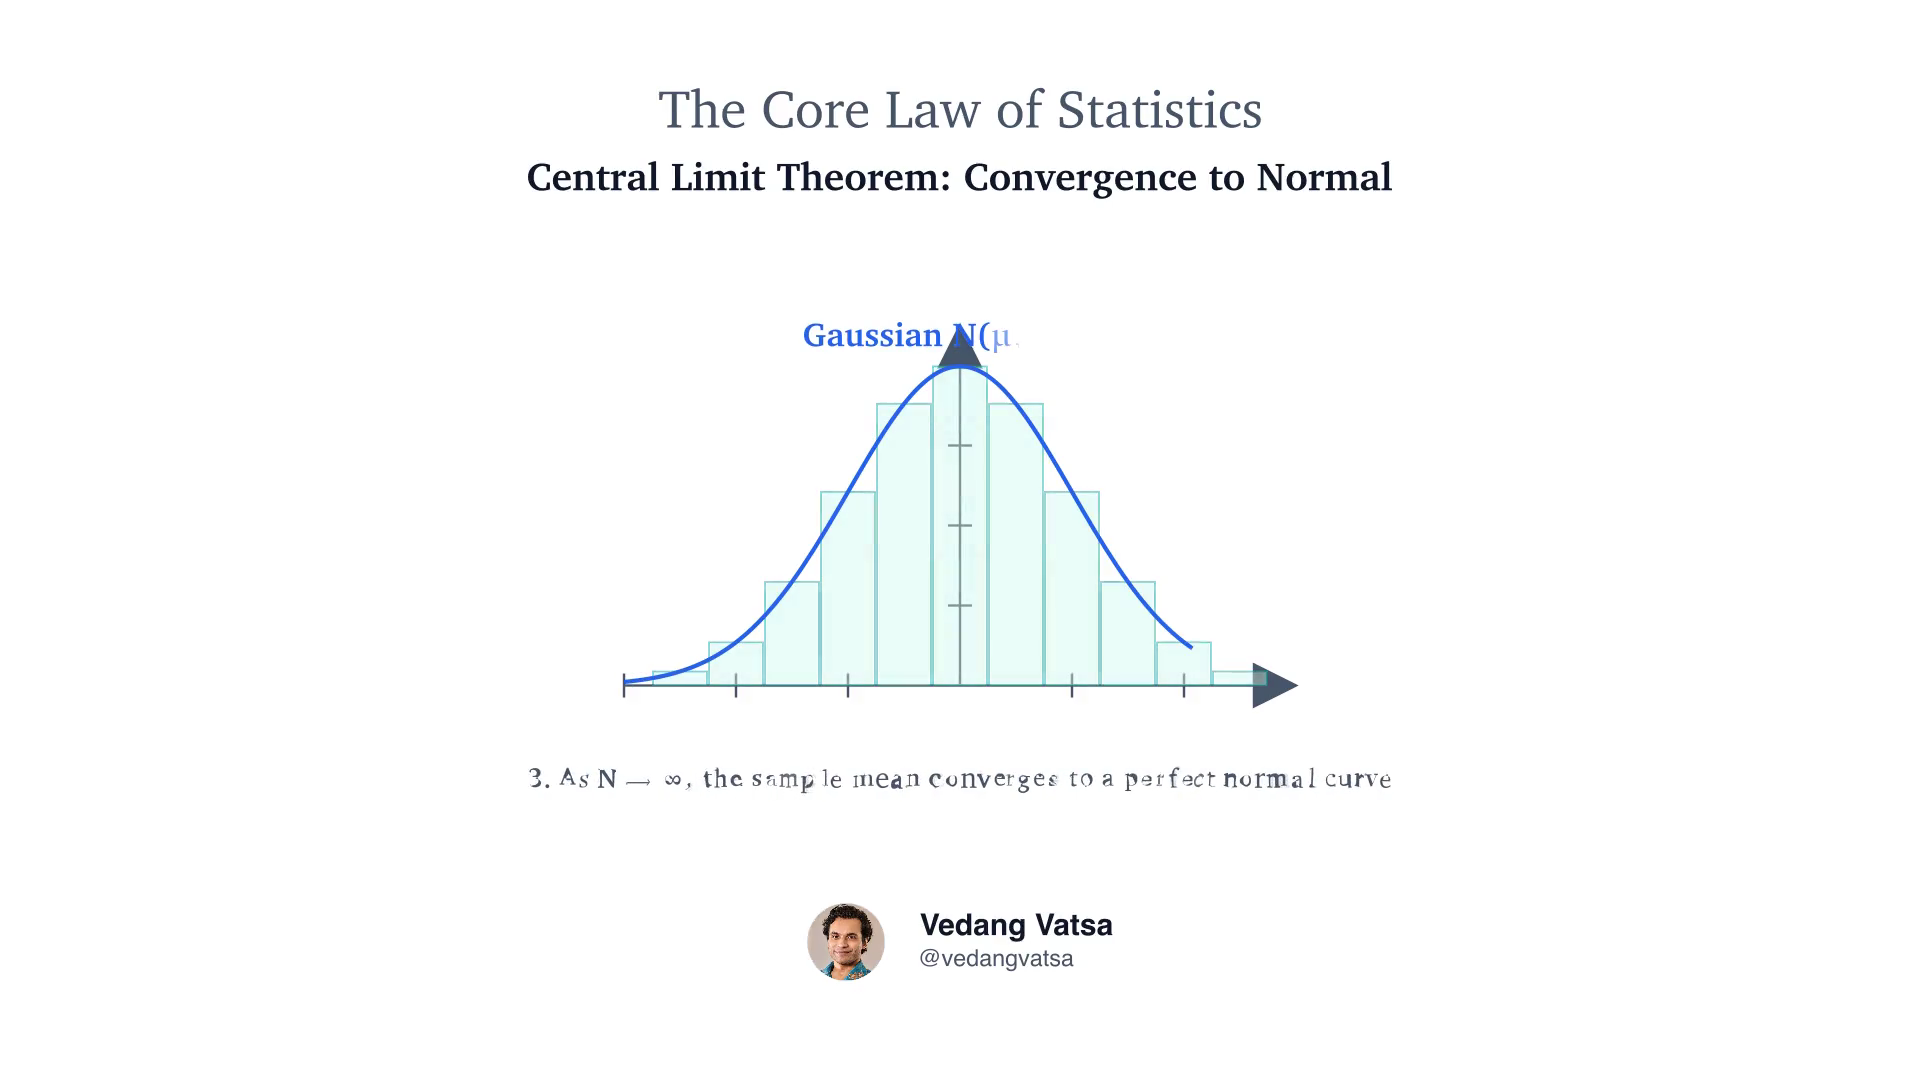 The Core Law of Statistics
Central Limit Theorem: Convergence to Normal
Gaussian N(μ
3. As N → ∞, the sample mean converges to a perfect normal curve
Vedang Vatsa
@vedangvatsa